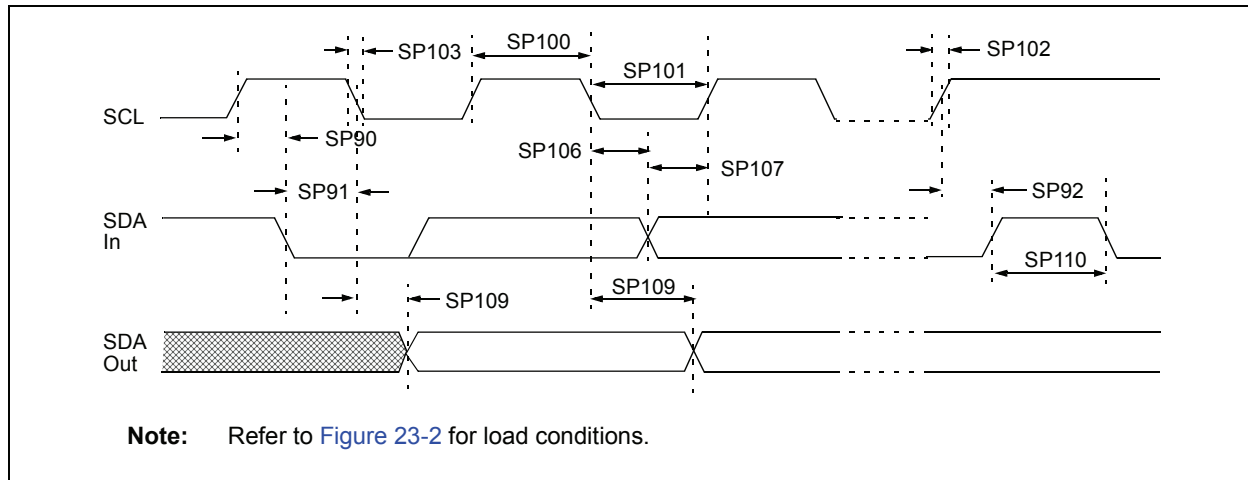 SP103
SP100
SP102
SP101
SCL
SP90
SP106
SP107
SP91
SP92
SDA
In
SP110
SP109
SP109
SDA
Out
Note: Refer to Figure 23-2 for load conditions.